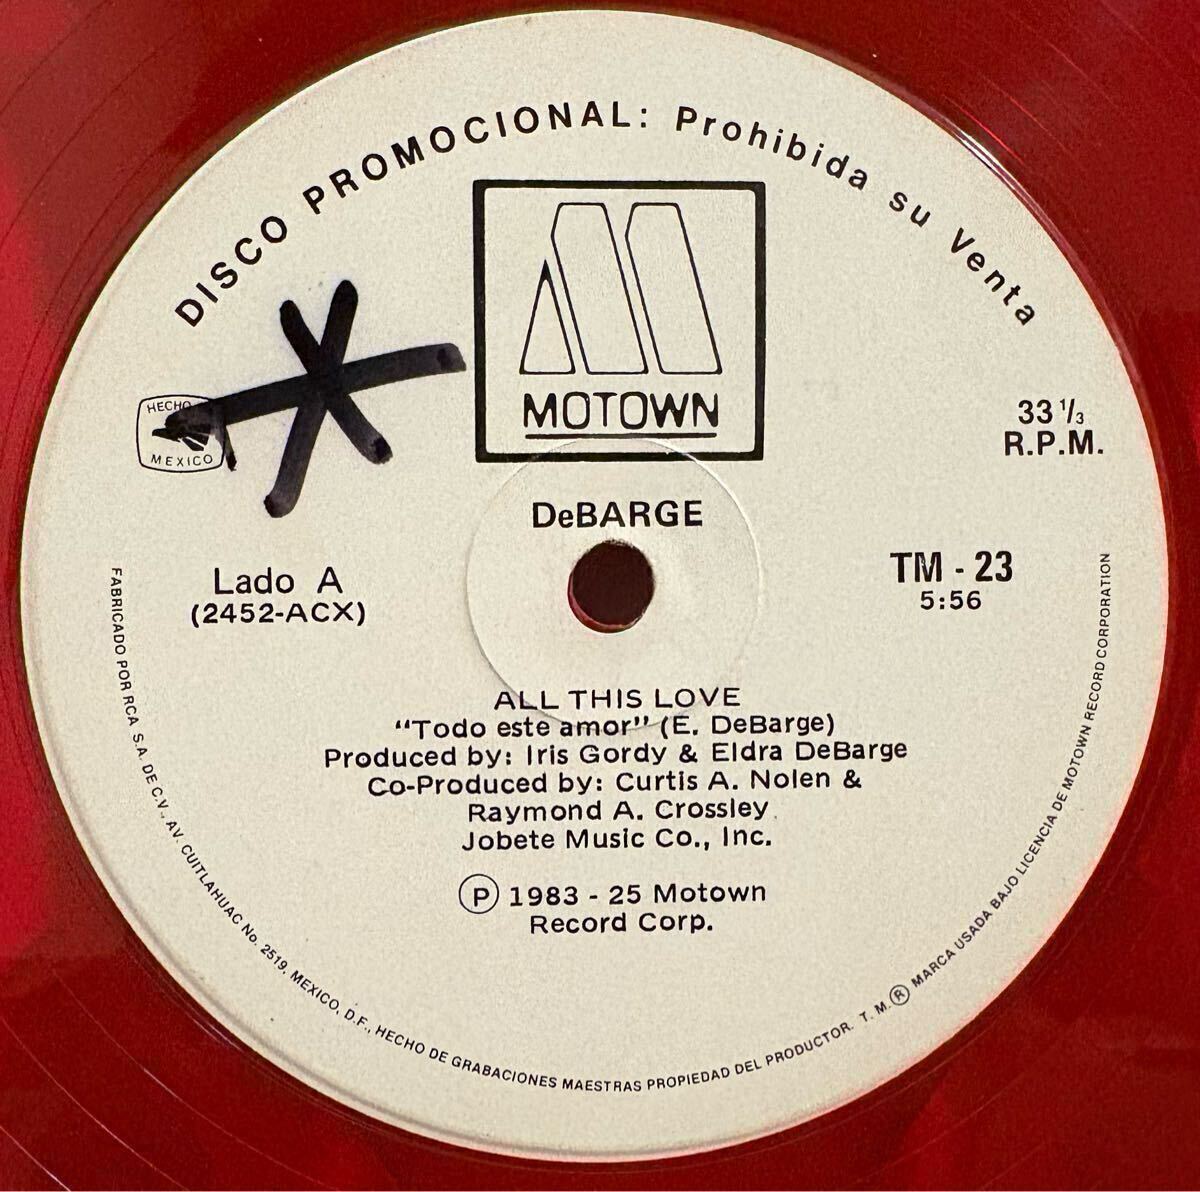 DISCO PROMOCIONAL: Prohibida su Venta
MOTOWN
HECHO
MEXICO
33 1/3
R.P.M.
DeBARGE
Lado A
(2452-ACX)
TM - 23
5:56
ALL THIS LOVE
“Todo este amor” (E. DeBarge)
Produced by: Iris Gordy & Eldra DeBarge
Co-Produced by: Curtis A. Nolen &
Raymond A. Crossley
Jobete Music Co., Inc.
Ⓟ 1983 - 25 Motown
Record Corp.
FABRICADO POR RCA S.A. DE C.V., AV. CUITLAHUAC No. 2519, MEXICO, D.F., HECHO DE GRABACIONES MAESTRAS PROPIEDAD DEL PRODUCTOR. T. M. ® MARCA USADA BAJO LICENCIA DE MOTOWN RECORD CORPORATION